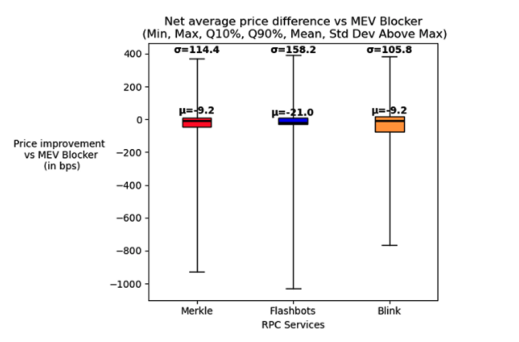 Net average price difference vs MEV Blocker
(Min, Max, Q10%, Q90%, Mean, Std Dev Above Max)
σ=114.4 σ=158.2 σ=105.8
400
200
μ=-9.2 μ=-21.0 μ=-9.2
0
Price improvement
vs MEV Blocker
(in bps)
−200
−400
−600
−800
−1000
Merkle Flashbots Blink
RPC Services